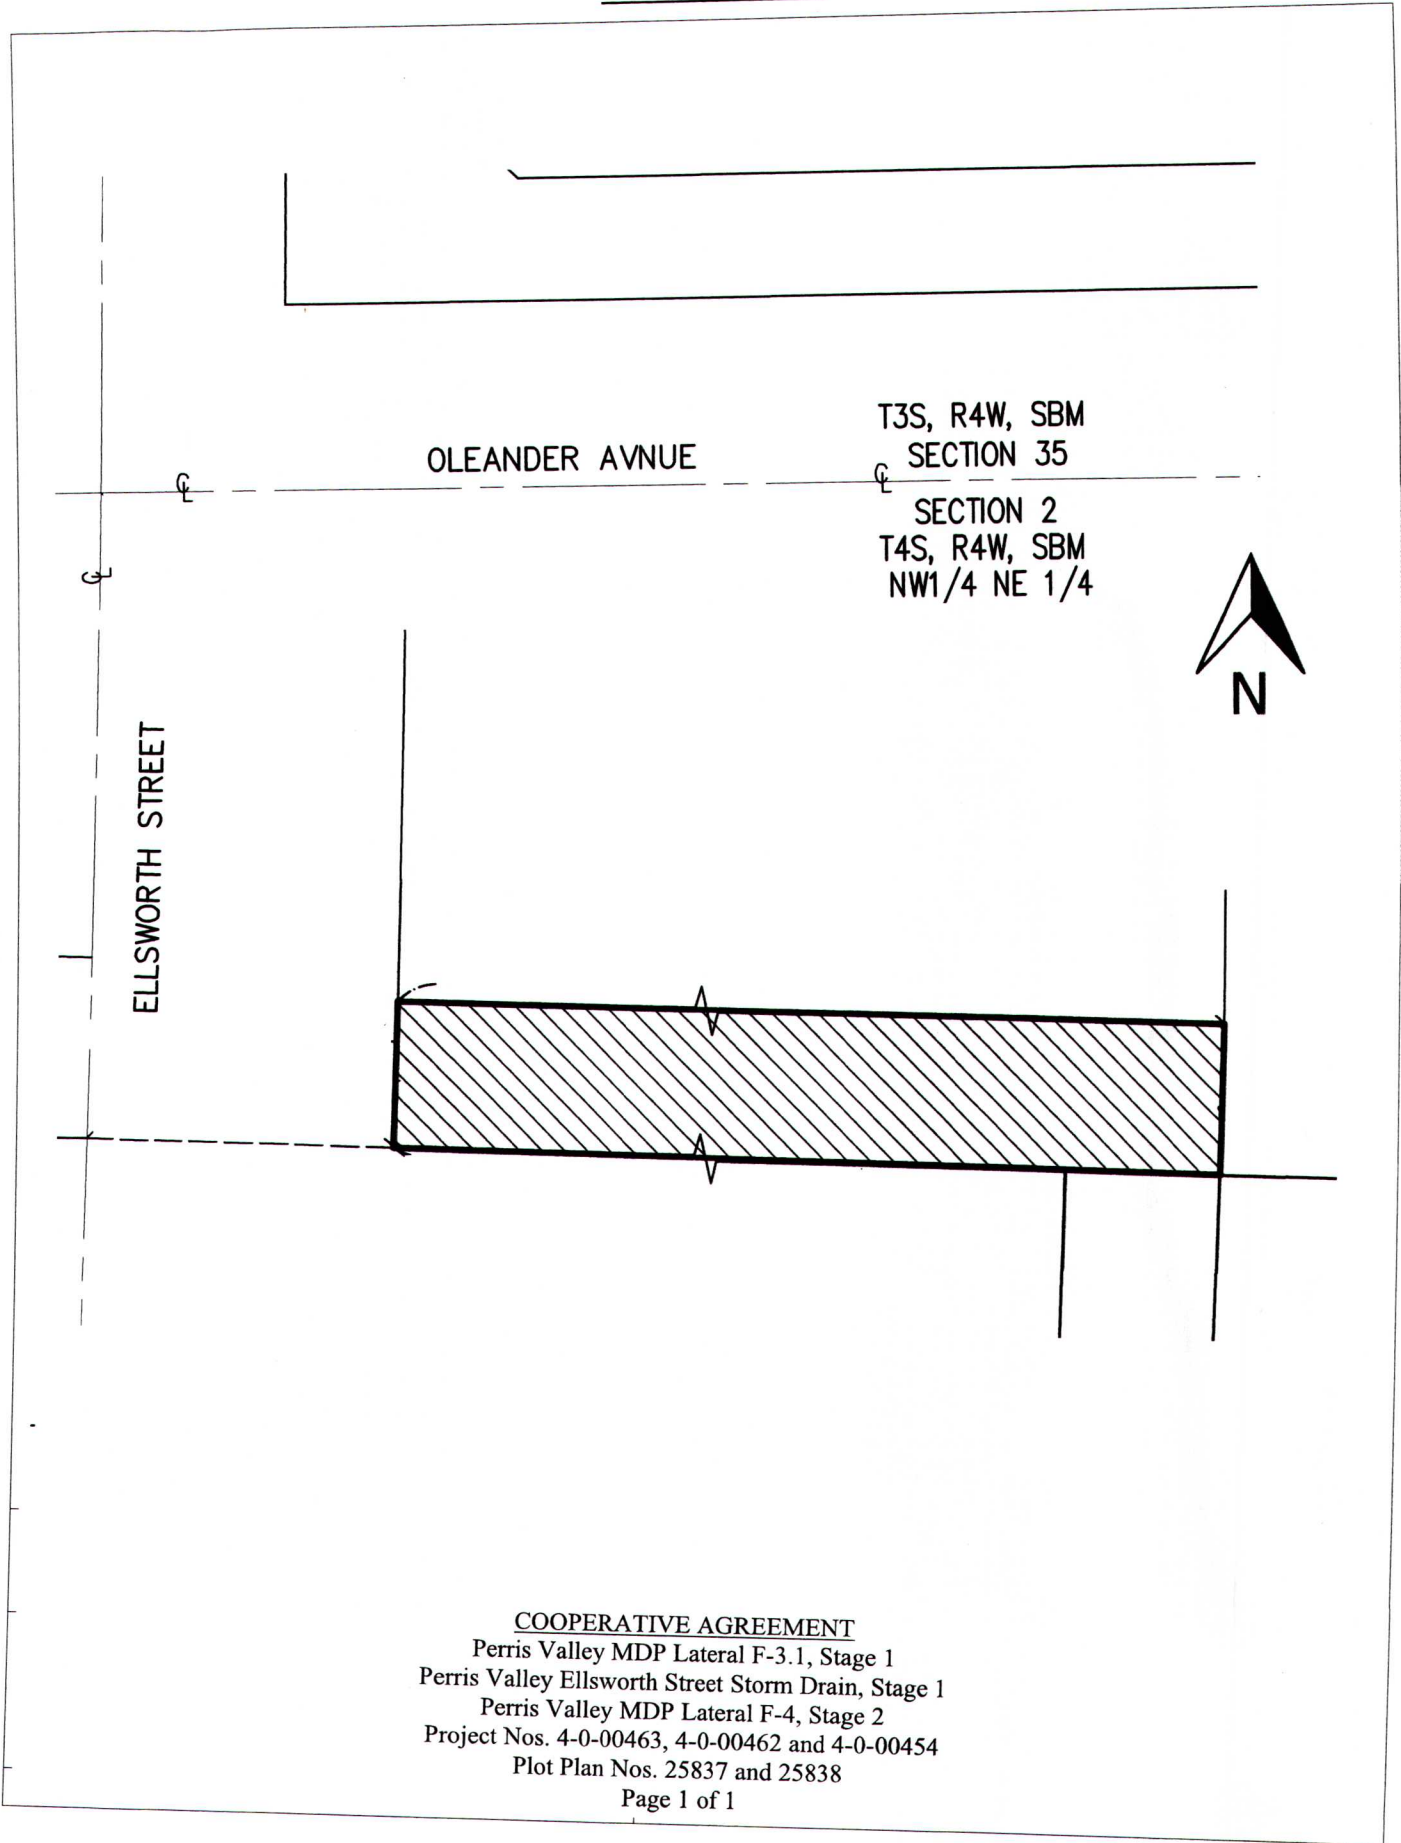 OLEANDER AVNUE
T3S, R4W, SBM
SECTION 35
SECTION 2
T4S, R4W, SBM
NW1/4 NE 1/4
N
ELLSWORTH STREET
COOPERATIVE AGREEMENT
Perris Valley MDP Lateral F-3.1, Stage 1
Perris Valley Ellsworth Street Storm Drain, Stage 1
Perris Valley MDP Lateral F-4, Stage 2
Project Nos. 4-0-00463, 4-0-00462 and 4-0-00454
Plot Plan Nos. 25837 and 25838
Page 1 of 1